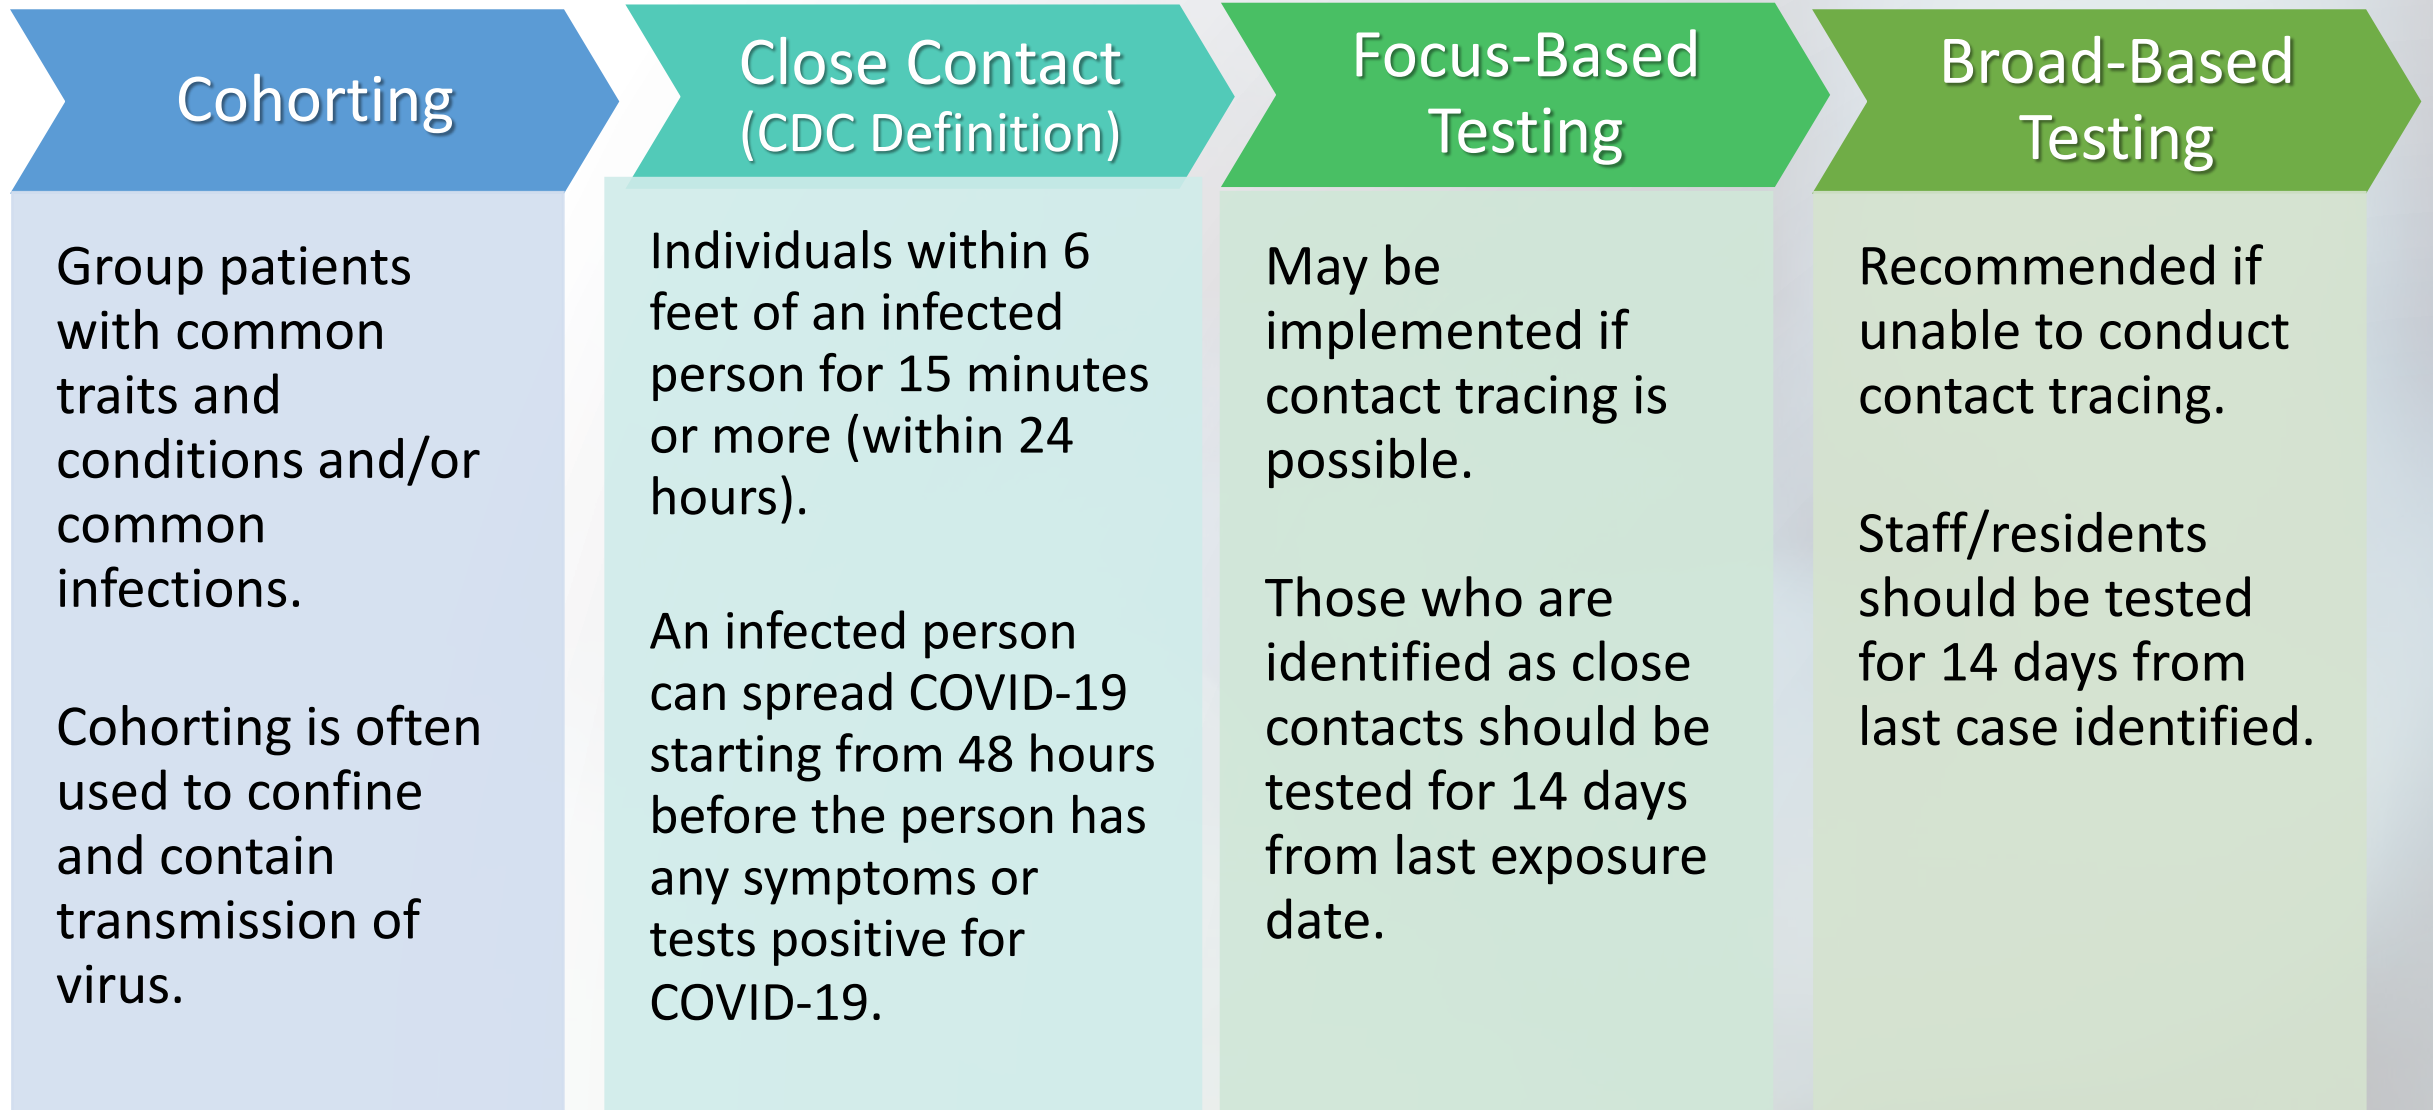 Cohorting
Group patients
with common
traits and
conditions and/or
common
infections.
Cohorting is often
used to confine
and contain
transmission of
virus.
Close Contact
(CDC Definition)
Individuals within 6
feet of an infected
person for 15 minutes
or more (within 24
hours).
An infected person
can spread COVID-19
starting from 48 hours
before the person has
any symptoms or
tests positive for
COVID-19.
Focus-Based
Testing
May be
implemented if
contact tracing is
possible.
Those who are
identified as close
contacts should be
tested for 14 days
from last exposure
date.
Broad-Based
Testing
Recommended if
unable to conduct
contact tracing.
Staff/residents
should be tested
for 14 days from
last case identified.